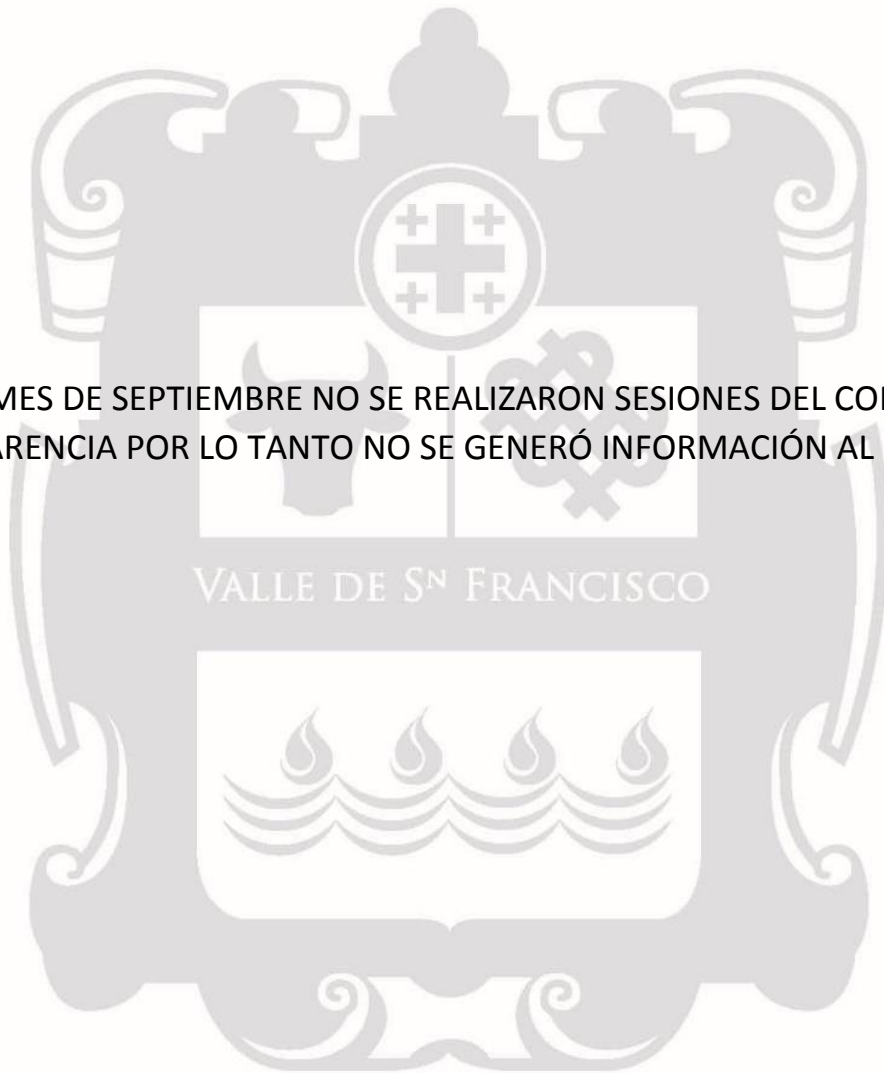 MES DE SEPTIEMBRE NO SE REALIZARON SESIONES DEL
ARENCIA POR LO TANTO NO SE GENERÓ INFORMACIÓN AL
VALLE DE SN FRANCISCO